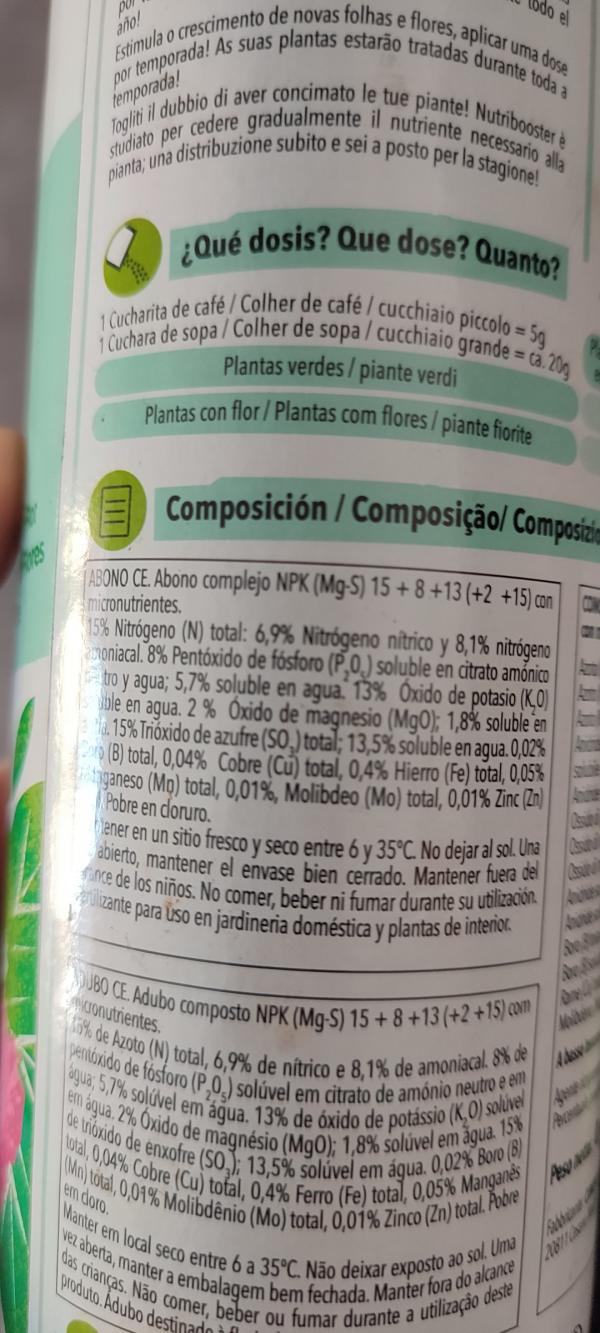 todo el
año!
Estimula o crescimento de novas folhas e flores, aplicar uma dose
por temporada! As suas plantas estarão tratadas durante toda a
temporada!
Togliti il dubbio di aver concimato le tue piante! Nutribooster è
studiato per cedere gradualmente il nutriente necessario alla
pianta; una distribuzione subito e sei a posto per la stagione!
¿Qué dosis? Que dose? Quanto?
1 Cucharita de café / Colher de café / cucchiaio piccolo = 5g
1 Cuchara de sopa / Colher de sopa / cucchiaio grande = ca. 20g
Plantas verdes / piante verdi
Plantas con flor / Plantas com flores / piante fiorite
Composición / Composição/
ABONO CE. Abono complejo NPK (Mg-S) 15 + 8 +13 (+2 +15) con
micronutrientes.
15% Nitrógeno (N) total: 6,9% Nitrógeno nítrico y 8,1% nitrógeno
8% Pentóxido de fósforo (P₂O₅) soluble en citrato amónico
y agua; 5,7% soluble en agua. 13% Óxido de potasio (K₂O)
en agua. 2 % Óxido de magnesio (MgO); 1,8% soluble en
15% Trióxido de azufre (SO₃) total; 13,5% soluble en agua. 0,02%
(B) total, 0,04% Cobre (Cu) total, 0,4% Hierro (Fe) total, 0,05%
(Mn) total, 0,01%, Molibdeo (Mo) total, 0,01% Zinc (Zn)
Pobre en cloruro.
en un sitio fresco y seco entre 6 y 35ºC. No dejar al sol. Una
abierto, mantener el envase bien cerrado. Mantener fuera del
de los niños. No comer, beber ni fumar durante su utilización.
para uso en jardineria doméstica y plantas de interior.
ADUBO CE. Adubo composto NPK (Mg-S) 15 + 8 +13 (+2 +15) com
micronutrientes.
15% de Azoto (N) total, 6,9% de nítrico e 8,1% de amoniacal. 8% de
pentóxido de fósforo (P₂O₅) solúvel em citrato de amónio neutro e em
água; 5,7% solúvel em água. 13% de óxido de potássio (K₂O) solúvel
em água. 2% Óxido de magnésio (MgO); 1,8% solúvel em água. 15%
de trióxido de enxofre (SO₃); 13,5% solúvel em água. 0,02% Boro (B)
total, 0,04% Cobre (Cu) total, 0,4% Ferro (Fe) total, 0,05% Manganês
(Mn) total, 0,01% Molibdênio (Mo) total, 0,01% Zinco (Zn) total. Pobre
em cloro.
Manter em local seco entre 6 a 35ºC. Não deixar exposto ao sol. Uma
vez aberta, manter a embalagem bem fechada. Manter fora do alcance
das crianças. Não comer, beber ou fumar durante a utilização deste
produto. Adubo